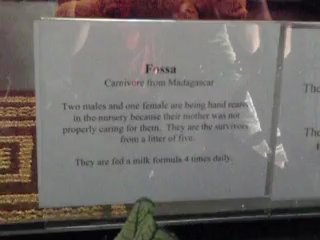 Fossa
Carnivore from Madagascar
Two males and one female are being hand reared
in the nursery because their mother was not
properly caring for them. They are the survivors
from a litter of five.
They are fed a milk formula 4 times daily.
The
The